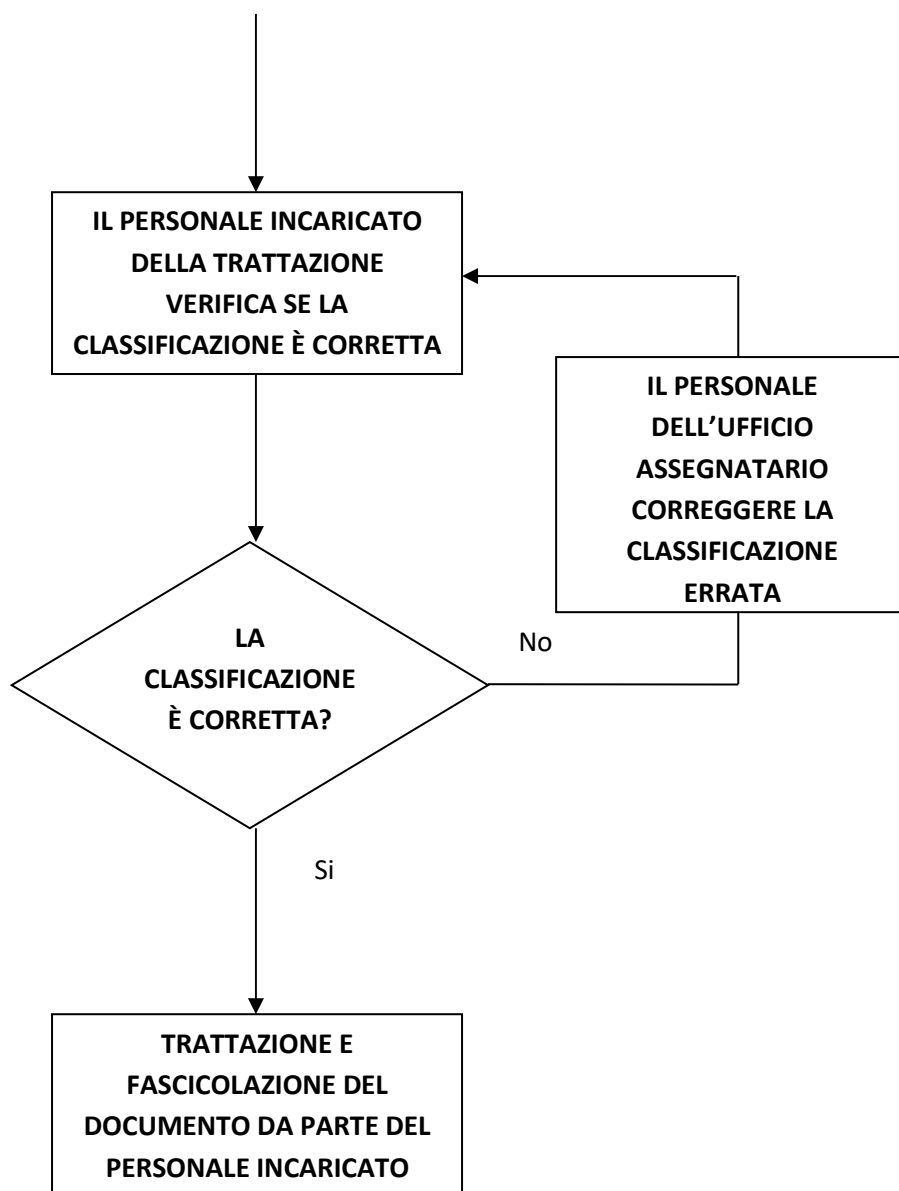 IL PERSONALE INCARICATO
DELLA TRATTAZIONE
VERIFICA SE LA
CLASSIFICAZIONE È CORRETTA
IL PERSONALE
DELL’UFFICIO
ASSEGNATARIO
CORREGGERE LA
CLASSIFICAZIONE
ERRATA
LA
CLASSIFICAZIONE
È CORRETTA?
No
Si
TRATTAZIONE E
FASCICOLAZIONE DEL
DOCUMENTO DA PARTE DEL
PERSONALE INCARICATO